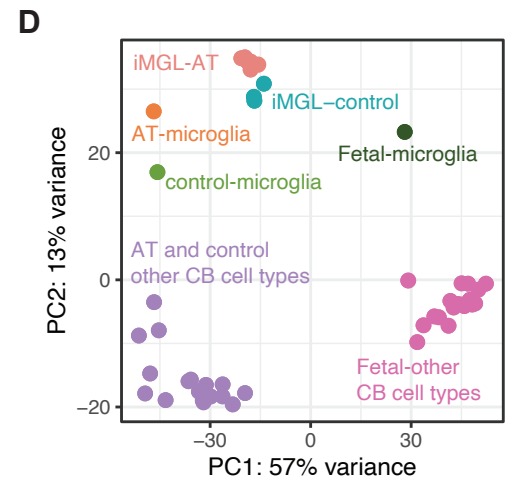 D
iMGL-AT
iMGL-control
AT-microglia
Fetal-microglia
control-microglia
AT and control
other CB cell types
Fetal-other
CB cell types
20
0
−20
PC2: 13% variance
−30
0
30
PC1: 57% variance